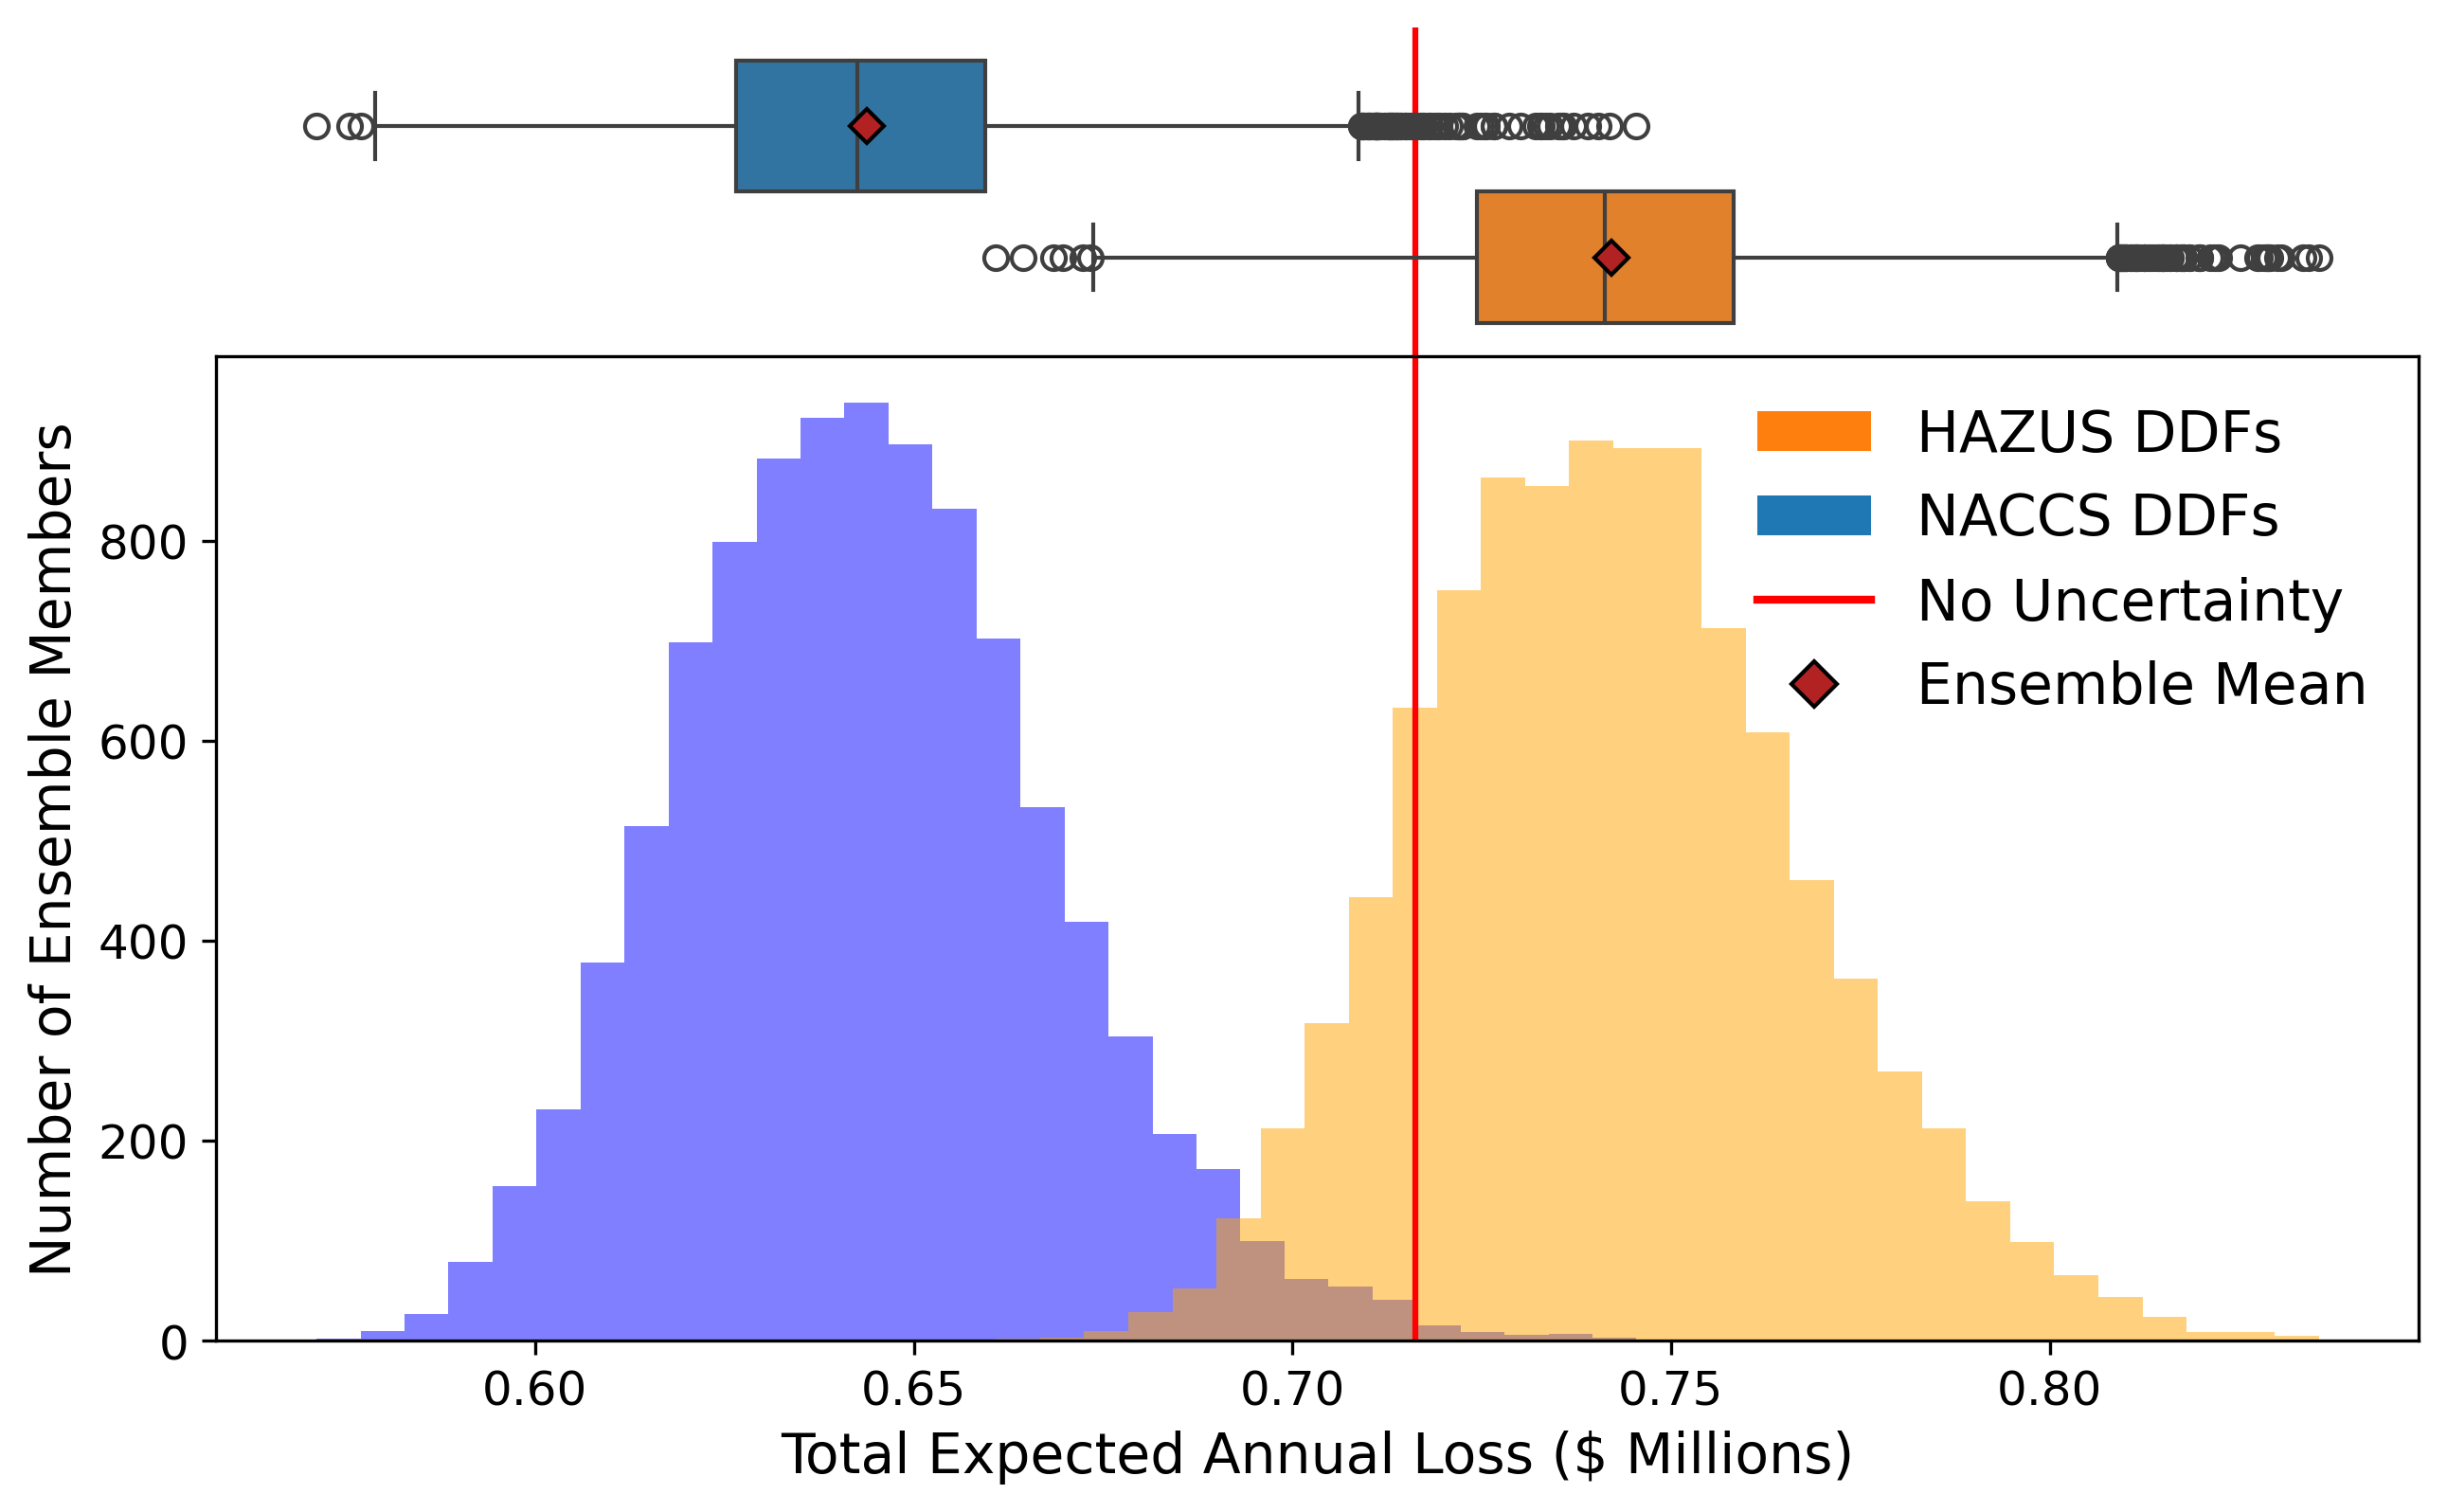 HAZUS DDFs
NACCS DDFs
No Uncertainty
Ensemble Mean
Number of Ensemble Members
800
600
400
200
0
0.60 0.65 0.70 0.75 0.80
Total Expected Annual Loss ($ Millions)